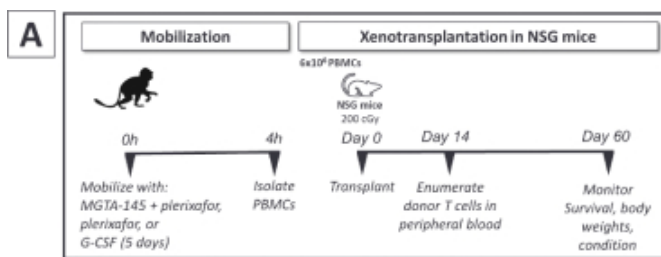 A
Mobilization
Xenotransplantation in NSG mice
6x10⁶ PBMCs
NSG mice
200 cGy
0h
4h
Day 0
Day 14
Day 60
Mobilize with:
MGTA-145 + plerixafor,
plerixafor, or
G-CSF (5 days)
Isolate
PBMCs
Transplant
Enumerate
donor T cells in
peripheral blood
Monitor
Survival, body
weights,
condition